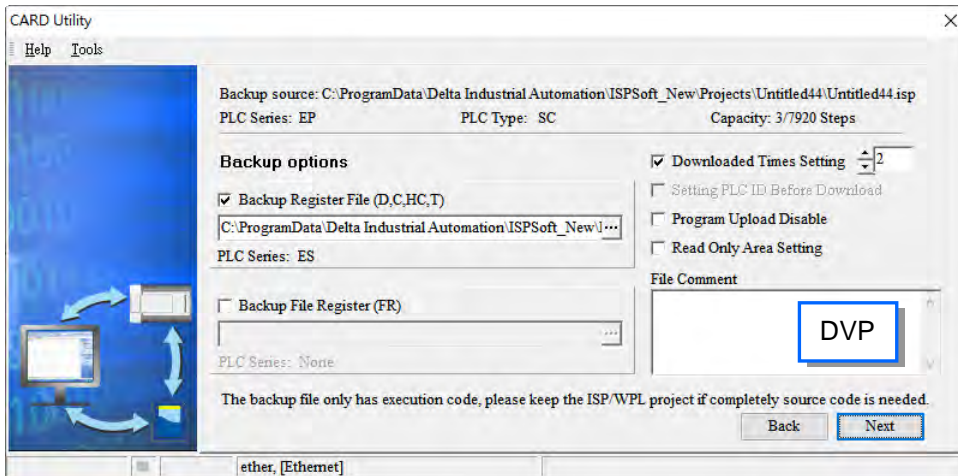 CARD Utility
Help Tools
Backup source: C:\ProgramData\Delta Industrial Automation\ISPSoft_New\Projects\Untitled44\Untitled44.isp
PLC Series: EP PLC Type: SC Capacity: 3/7920 Steps
Backup options
Backup Register File (D,C,HC,T)
C:\ProgramData\Delta Industrial Automation\ISPSoft_New\I ...
PLC Series: ES
Backup File Register (FR)
...
PLC Series: None
Downloaded Times Setting 2
Setting PLC ID Before Download
Program Upload Disable
Read Only Area Setting
File Comment
DVP
The backup file only has execution code, please keep the ISP/WPL project if completely source code is needed.
Back Next
ether, [Ethernet]